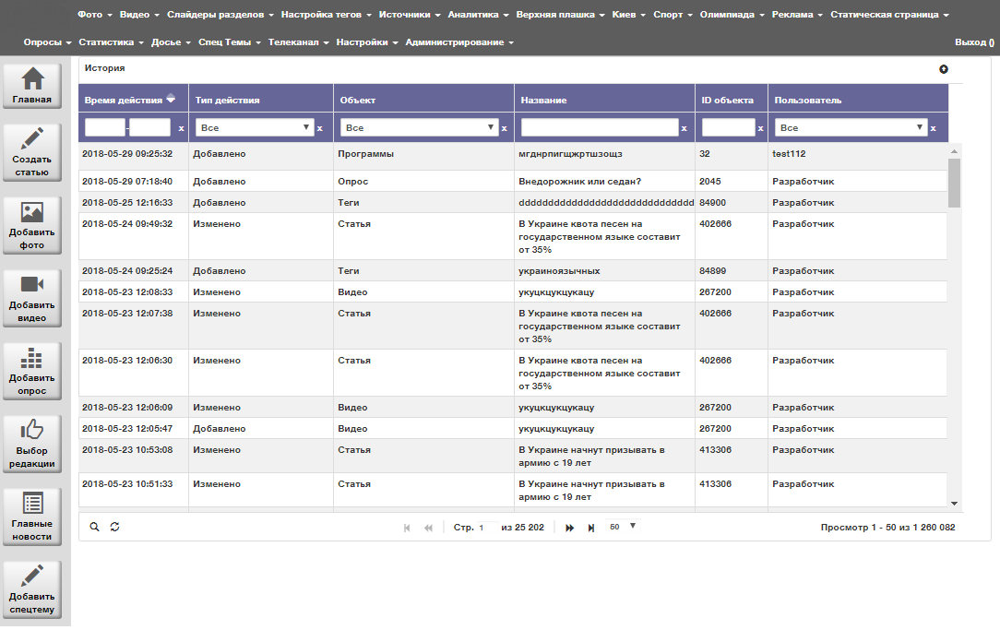 Фото Видео Слайдеры разделов Настройка тегов Источники Аналитика Верхняя плашка Киев Спорт Олимпиада Реклама Статическая страница
Опросы Статистика Досье Спец Темы Телеканал Настройки Администрирование Выход ()
Главная
Создать
статью
Добавить
фото
Добавить
видео
Добавить
опрос
Выбор
редакции
Главные
новости
Добавить
спецтему
История
Время действия Тип действия Объект Название ID объекта Пользователь
- x Все x Все x x x Все x
2018-05-29 09:25:32 Добавлено Программы мгднрпигщжртшзощз 32 test112
2018-05-29 07:18:40 Добавлено Опрос Внедорожник или седан? 2045 Разработчик
2018-05-25 12:16:33 Добавлено Теги dddddddddddddddddddddddddddddd 84900 Разработчик
2018-05-24 09:49:32 Изменено Статья В Украине квота песен на 402666 Разработчик
государственном языке составит
от 35%
2018-05-24 09:25:24 Добавлено Теги украиноязычных 84899 Разработчик
2018-05-23 12:08:33 Изменено Видео укуцкцукцукацу 267200 Разработчик
2018-05-23 12:07:38 Изменено Статья В Украине квота песен на 402666 Разработчик
государственном языке составит
от 35%
2018-05-23 12:06:30 Изменено Статья В Украине квота песен на 402666 Разработчик
государственном языке составит
от 35%
2018-05-23 12:06:09 Изменено Видео укуцкцукцукацу 267200 Разработчик
2018-05-23 12:05:47 Добавлено Видео укуцкцукцукацу 267200 Разработчик
2018-05-23 10:53:08 Изменено Статья В Украине начнут призывать в 413306 Разработчик
армию с 19 лет
2018-05-23 10:51:33 Изменено Статья В Украине начнут призывать в 413306 Разработчик
армию с 19 лет
Стр. 1 из 25 202 50 Просмотр 1 - 50 из 1 260 082